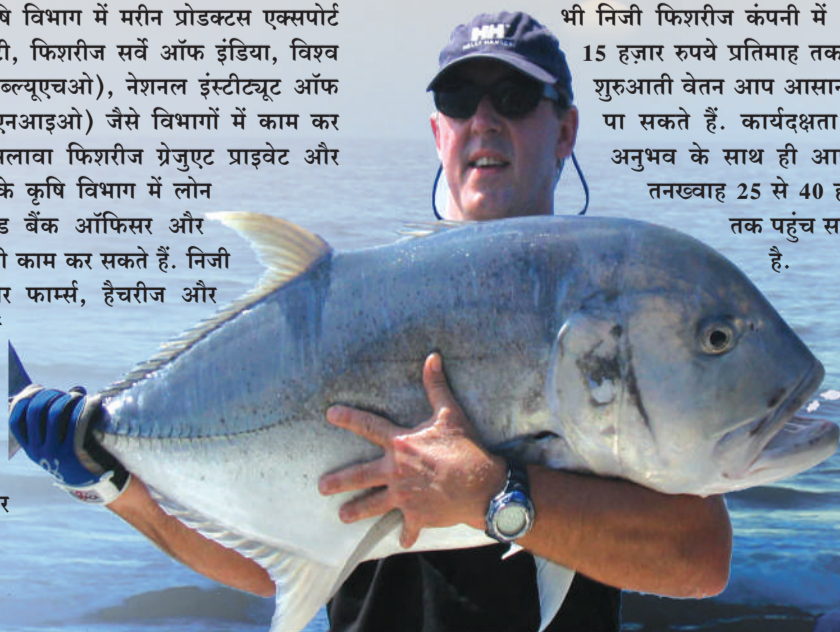 षि विभाग में मरीन प्रोडक्टस एक्सपोर्ट
टी, फिशरीज सर्वे ऑफ इंडिया, विश्व
ब्ल्यूएचओ), नेशनल इंस्टीट्यूट ऑफ
एनआइओ) जैसे विभागों में काम कर
लावा फिशरीज ग्रेजुएट प्राइवेट और
के कृषि विभाग में लोन
ड बैंक ऑफिसर और
काम कर सकते हैं. निजी
र फार्म्स, हैचरीज और
र
भी निजी फिशरीज कंपनी में
15 हज़ार रुपये प्रतिमाह तक
शुरुआती वेतन आप आसान
पा सकते हैं. कार्यदक्षता
अनुभव के साथ ही आ
तनख्वाह 25 से 40 ह
तक पहुंच स
है.
HH